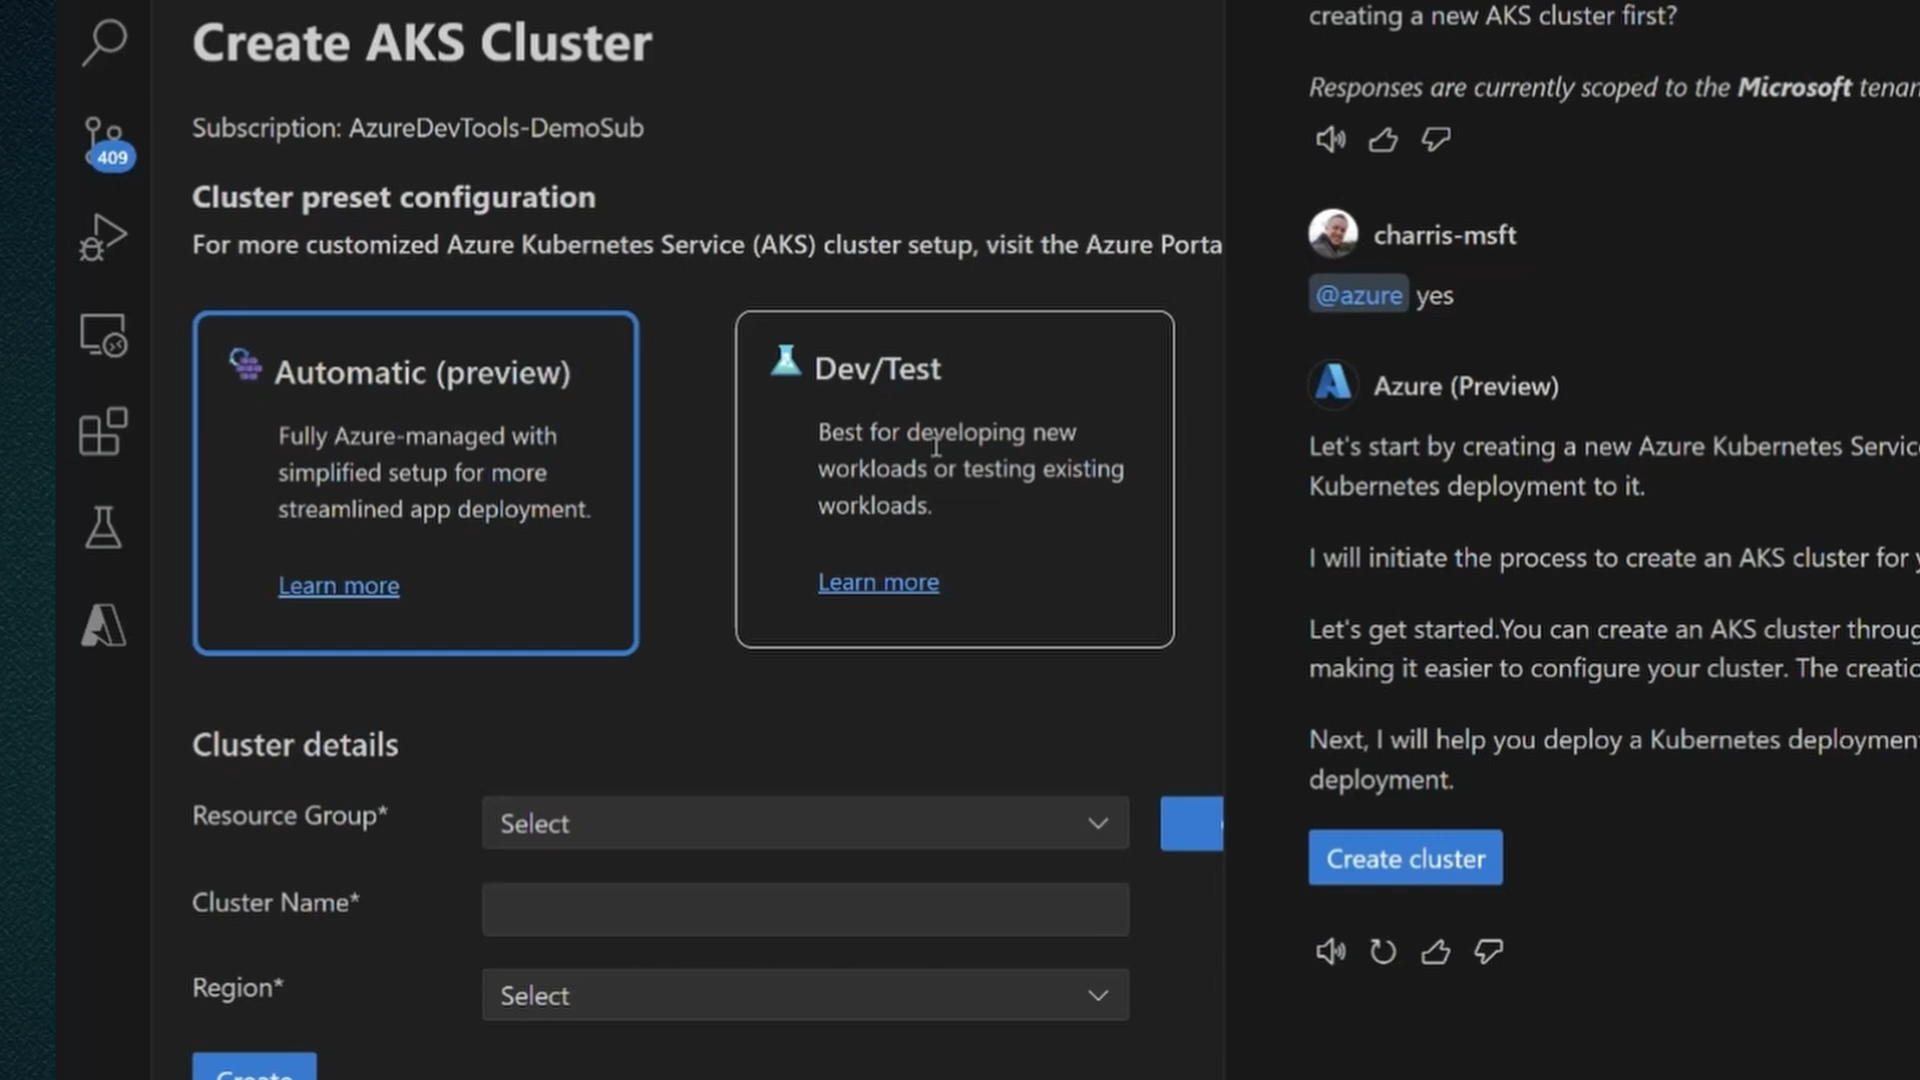 Create AKS Cluster
Subscription: AzureDevTools-DemoSub
409
Cluster preset configuration
For more customized Azure Kubernetes Service (AKS) cluster setup, visit the Azure Porta
Automatic (preview)
Fully Azure-managed with
simplified setup for more
streamlined app deployment.
Learn more
Dev/Test
Best for developing new
workloads or testing existing
workloads.
Learn more
Cluster details
Resource Group*
Select
Cluster Name*
Region*
Select
Create
creating a new AKS cluster first?
Responses are currently scoped to the Microsoft tenan
charris-msft
@azure yes
Azure (Preview)
Let's start by creating a new Azure Kubernetes Servic
Kubernetes deployment to it.
I will initiate the process to create an AKS cluster for y
Let's get started.You can create an AKS cluster throug
making it easier to configure your cluster. The creatio
Next, I will help you deploy a Kubernetes deployment
deployment.
Create cluster